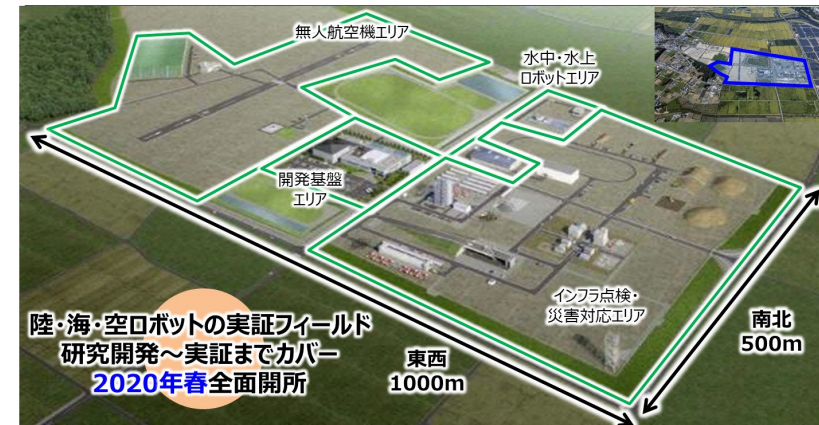 無人航空機エリア
水中・水上
ロボットエリア
開発基盤
エリア
インフラ点検・
災害対応エリア
南北
500m
東西
1000m
陸・海・空ロボットの実証フィールド
研究開発~実証までカバー
2020年春全面開所